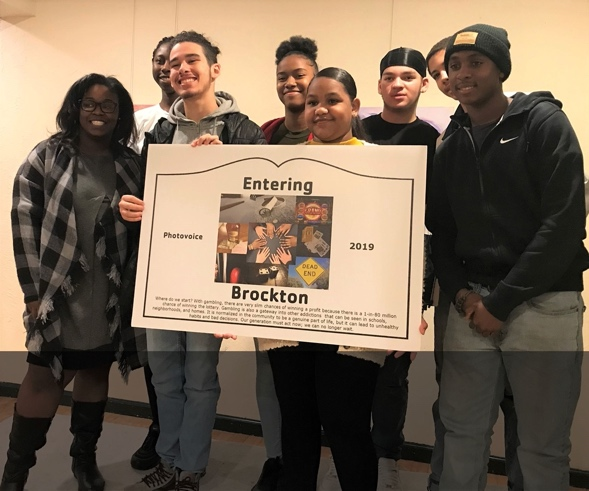 Entering
Photovoice
2019
DEAD
END
Brockton
Where do we start? With gambling, there are very slim chances of winning a profit because there is a 1-in-80 million
chance of winning the lottery. Gambling is also a gateway into other addictions that can be seen in schools,
neighborhoods, and homes. It is normalized in the community to be a genuine part of life, but it can lead to unhealthy
habits and bad decisions. Our generation must act now; we can no longer wait.